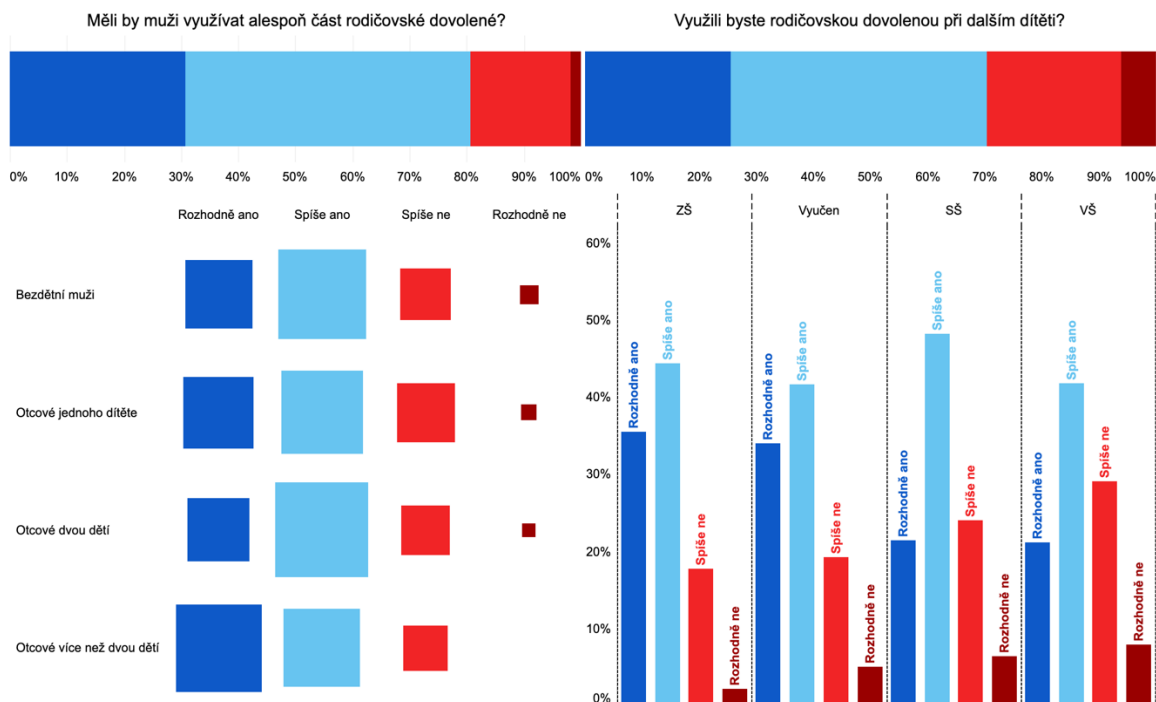 Měli by muži využívat alespoň část rodičovské dovolené?
0% 10% 20% 30% 40% 50% 60% 70% 80% 90% 100%
Rozhodně ano Spíše ano Spíše ne Rozhodně ne
Bezdětní muži
Otcové jednoho dítěte
Otcové dvou dětí
Otcové více než dvou dětí
Využili byste rodičovskou dovolenou při dalším dítěti?
0% 10% 20% 30% 40% 50% 60% 70% 80% 90% 100%
ZŠ Vyučen SŠ VŠ
60%
50%
40%
30%
20%
10%
0%
Rozhodně ano
Spíše ano
Spíše ne
Rozhodně ne
Rozhodně ano
Spíše ano
Spíše ne
Rozhodně ne
Rozhodně ano
Spíše ano
Spíše ne
Rozhodně ne
Rozhodně ano
Spíše ano
Spíše ne
Rozhodně ne